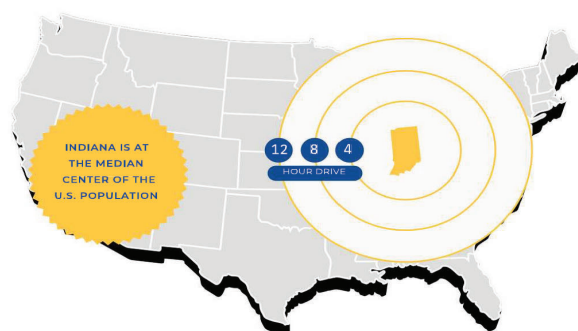 INDIANA IS AT
THE MEDIAN
CENTER OF THE
U.S. POPULATION
12 8 4
HOUR DRIVE